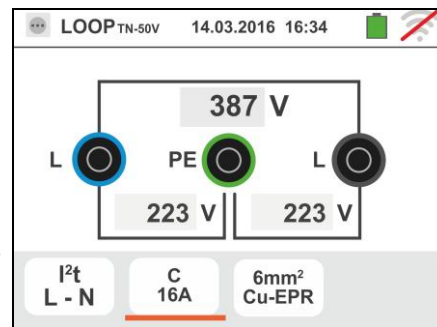 LOOP TN-50V 14.03.2016 16:34
387 V
L PE L
223 V 223 V
I²t C 6mm²
L - N 16A Cu-EPR